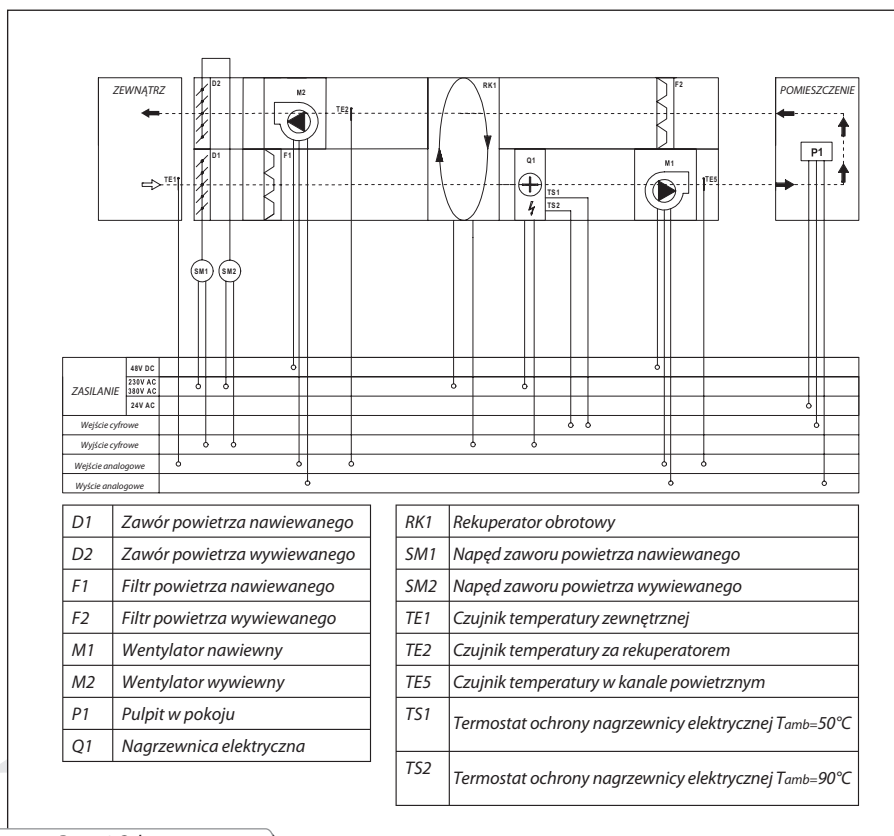 ZEWNĄTRZ
D2
M2
TE2
RK1
F2
POMIESZCZENIE
TE1
D1
F1
Q1
TS1
TS2
M1
TE5
P1
SM1
SM2
ZASILANIE
48V DC
230V AC
380V AC
24V AC
Wejście cyfrowe
Wyjście cyfrowe
Wejście analogowe
Wyście analogowe
D1 Zawór powietrza nawiewanego
D2 Zawór powietrza wywiewanego
F1 Filtr powietrza nawiewanego
F2 Filtr powietrza wywiewanego
M1 Wentylator nawiewny
M2 Wentylator wywiewny
P1 Pulpit w pokoju
Q1 Nagrzewnica elektryczna
RK1 Rekuperator obrotowy
SM1 Napęd zaworu powietrza nawiewanego
SM2 Napęd zaworu powietrza wywiewanego
TE1 Czujnik temperatury zewnętrznej
TE2 Czujnik temperatury za rekuperatorem
TE5 Czujnik temperatury w kanale powietrznym
TS1 Termostat ochrony nagrzewnicy elektrycznej Tamb=50°C
TS2 Termostat ochrony nagrzewnicy elektrycznej Tamb=90°C